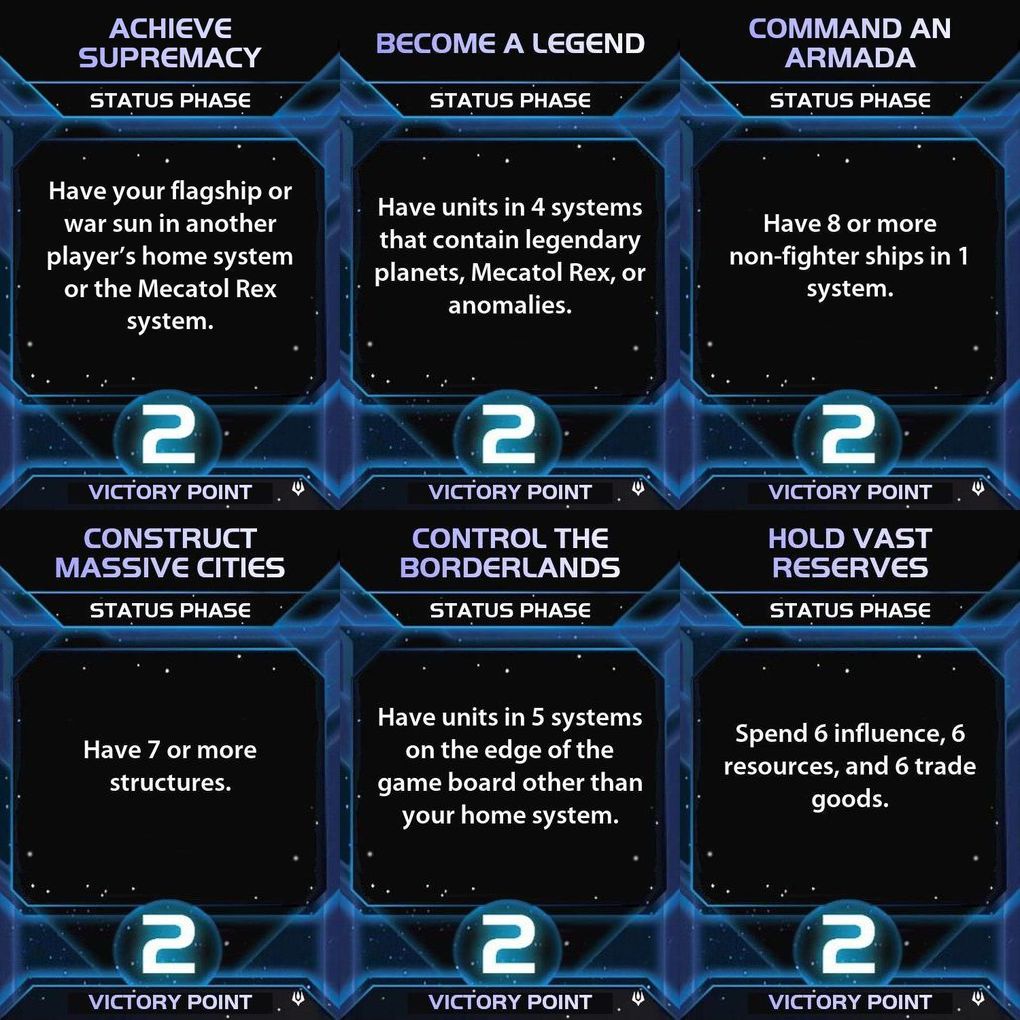 ACHIEVE
SUPREMACY
STATUS PHASE
Have your flagship or
war sun in another
player's home system
or the Mecatol Rex
system.
2
VICTORY POINT
BECOME A LEGEND
STATUS PHASE
Have units in 4 systems
that contain legendary
planets, Mecatol Rex, or
anomalies.
2
VICTORY POINT
COMMAND AN
ARMADA
STATUS PHASE
Have 8 or more
non-fighter ships in 1
system.
2
VICTORY POINT
CONSTRUCT
MASSIVE CITIES
STATUS PHASE
Have 7 or more
structures.
2
VICTORY POINT
CONTROL THE
BORDERLANDS
STATUS PHASE
Have units in 5 systems
on the edge of the
game board other than
your home system.
2
VICTORY POINT
HOLD VAST
RESERVES
STATUS PHASE
Spend 6 influence, 6
resources, and 6 trade
goods.
2
VICTORY POINT